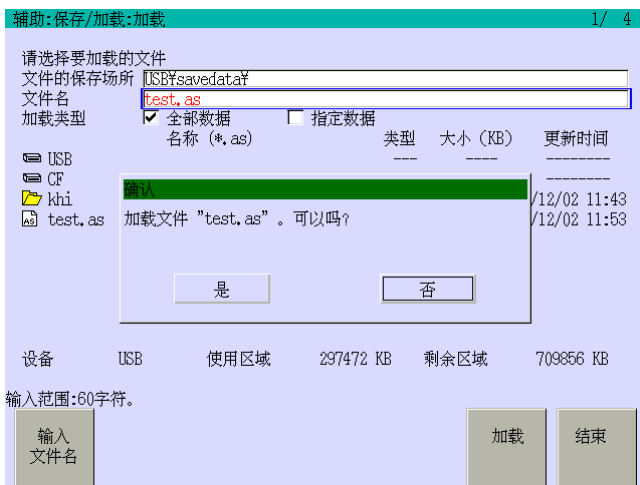 辅助:保存/加载:加载 1/ 4
请选择要加载的文件
文件的保存场所 USB¥savedata¥
文件名 test.as
加载类型 全部数据 指定数据
名称 (*.as) 类型 大小 (KB) 更新时间
USB --- ---- --------
CF --------
khi /12/02 11:43
test.as /12/02 11:53
确认
加载文件 "test.as" 。可以吗?
是 否
设备 USB 使用区域 297472 KB 剩余区域 709856 KB
输入范围:60字符。
输入
文件名
加载 结束